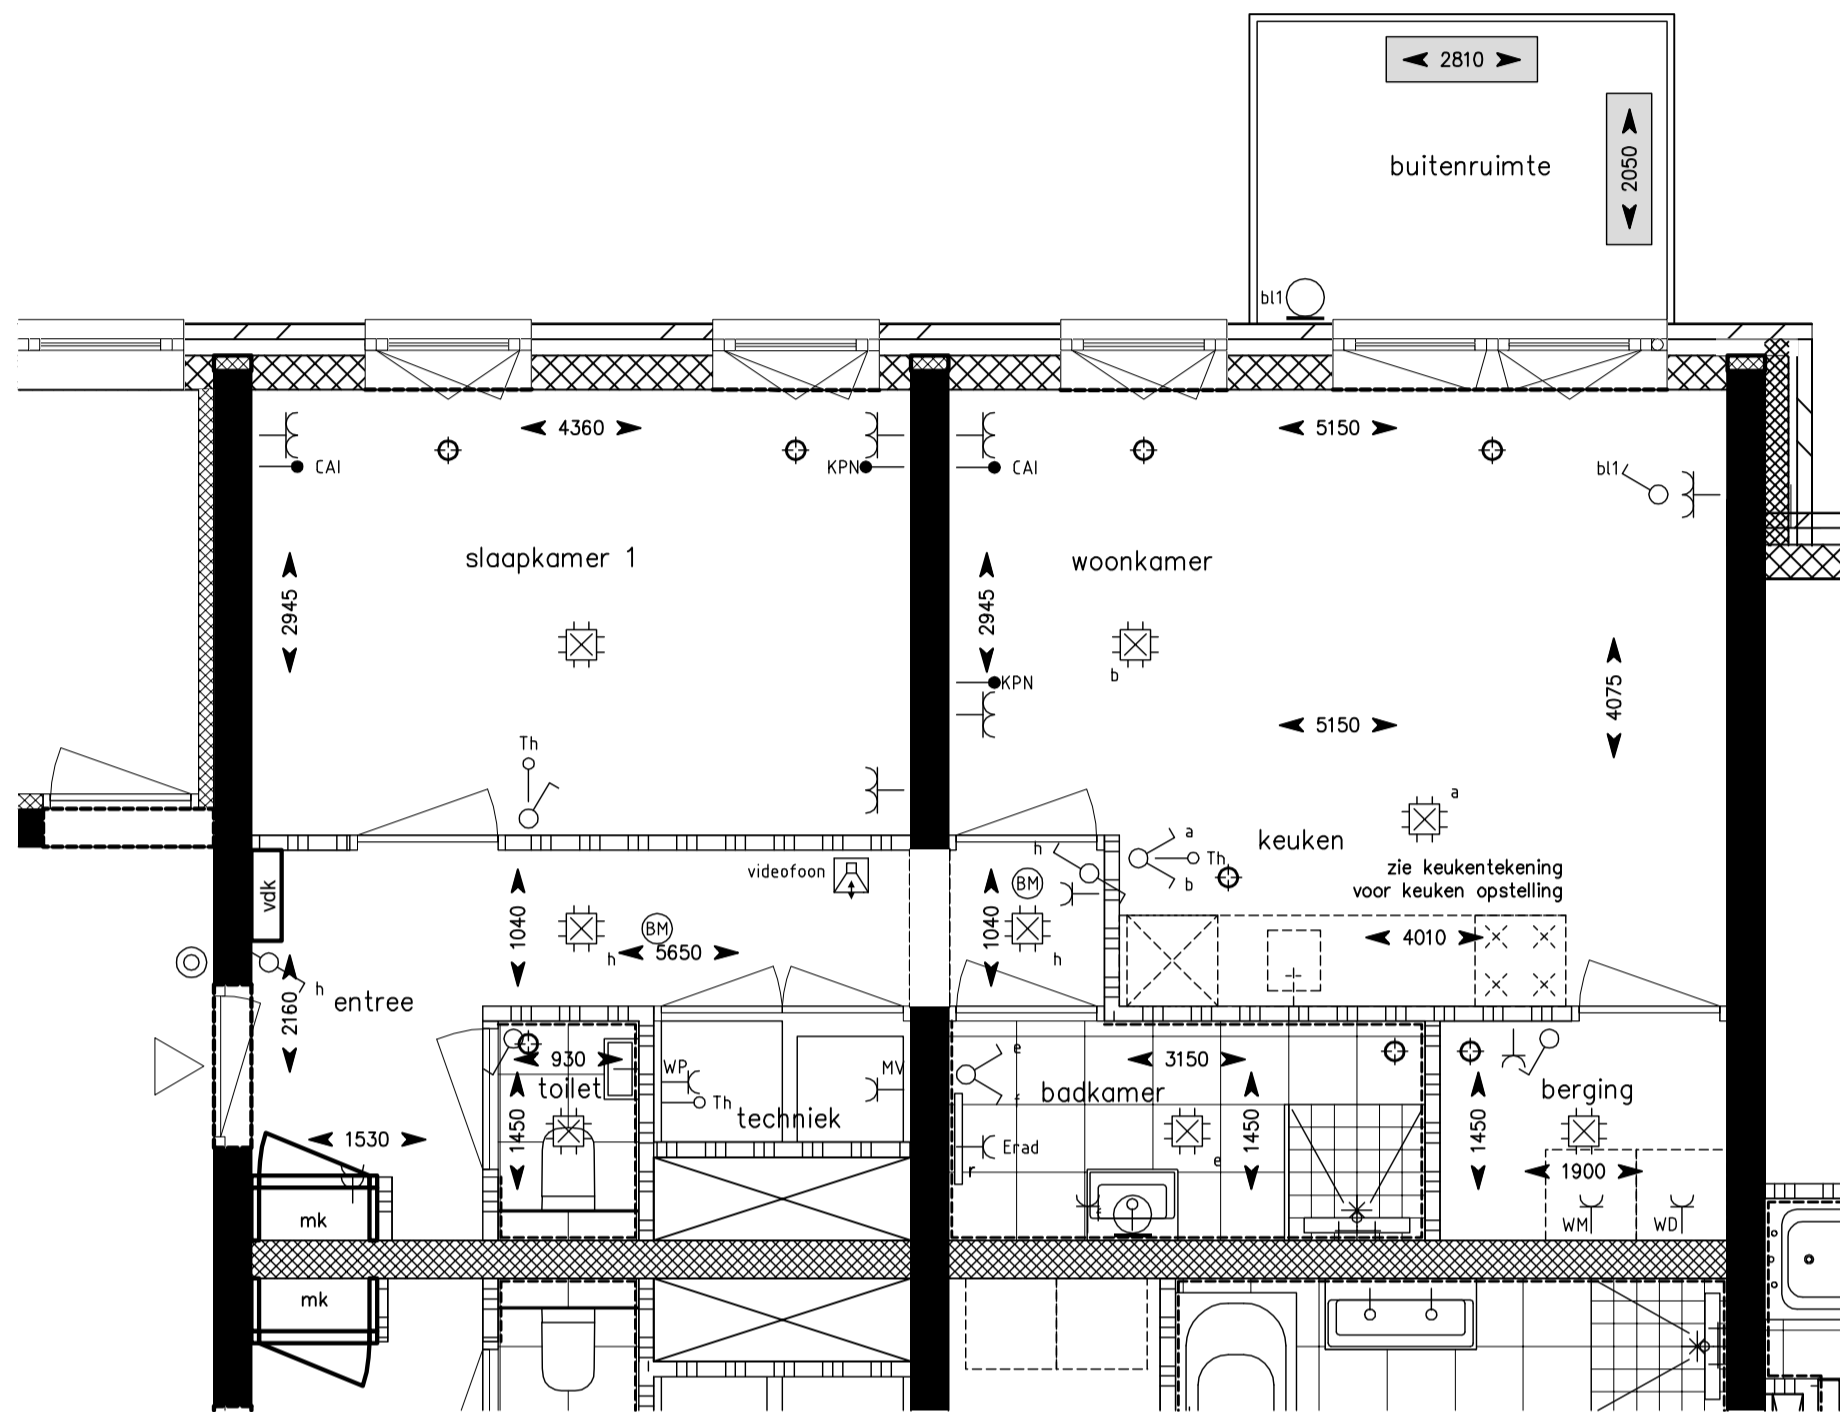 2810
2050
buitenruimte
bl1
4360
5150
CAI
KPN
CAI
bl1
slaapkamer 1
woonkamer
2945
2945
b
KPN
4075
5150
Th
a
a
Th
b
keuken
zie keukentekening
voor keuken opstelling
videofoon
h
BM
vdk
1040
BM
h
5650
1040
h
4010
h
2160
entree
930
toilet
1450
WP
Th
MV
techniek
e
f
3150
badkamer
1450
Erad
r
e
f
1450
berging
1900
WM
WD
1530
mk
mk